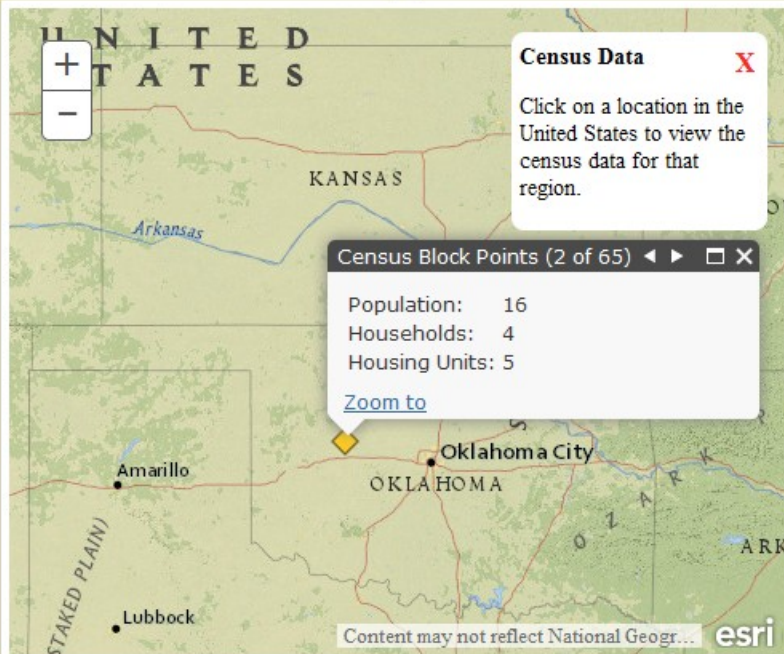 UNITED
STATES
+
−
Census Data X
Click on a location in the
United States to view the
census data for that
region.
KANSAS
Arkansas
Census Block Points (2 of 65)
Population: 16
Households: 4
Housing Units: 5
Zoom to
Oklahoma City
Amarillo
OKLAHOMA
OZARK P
ARK
STAKED PLAIN)
Lubbock
Content may not reflect National Geogr...
esri